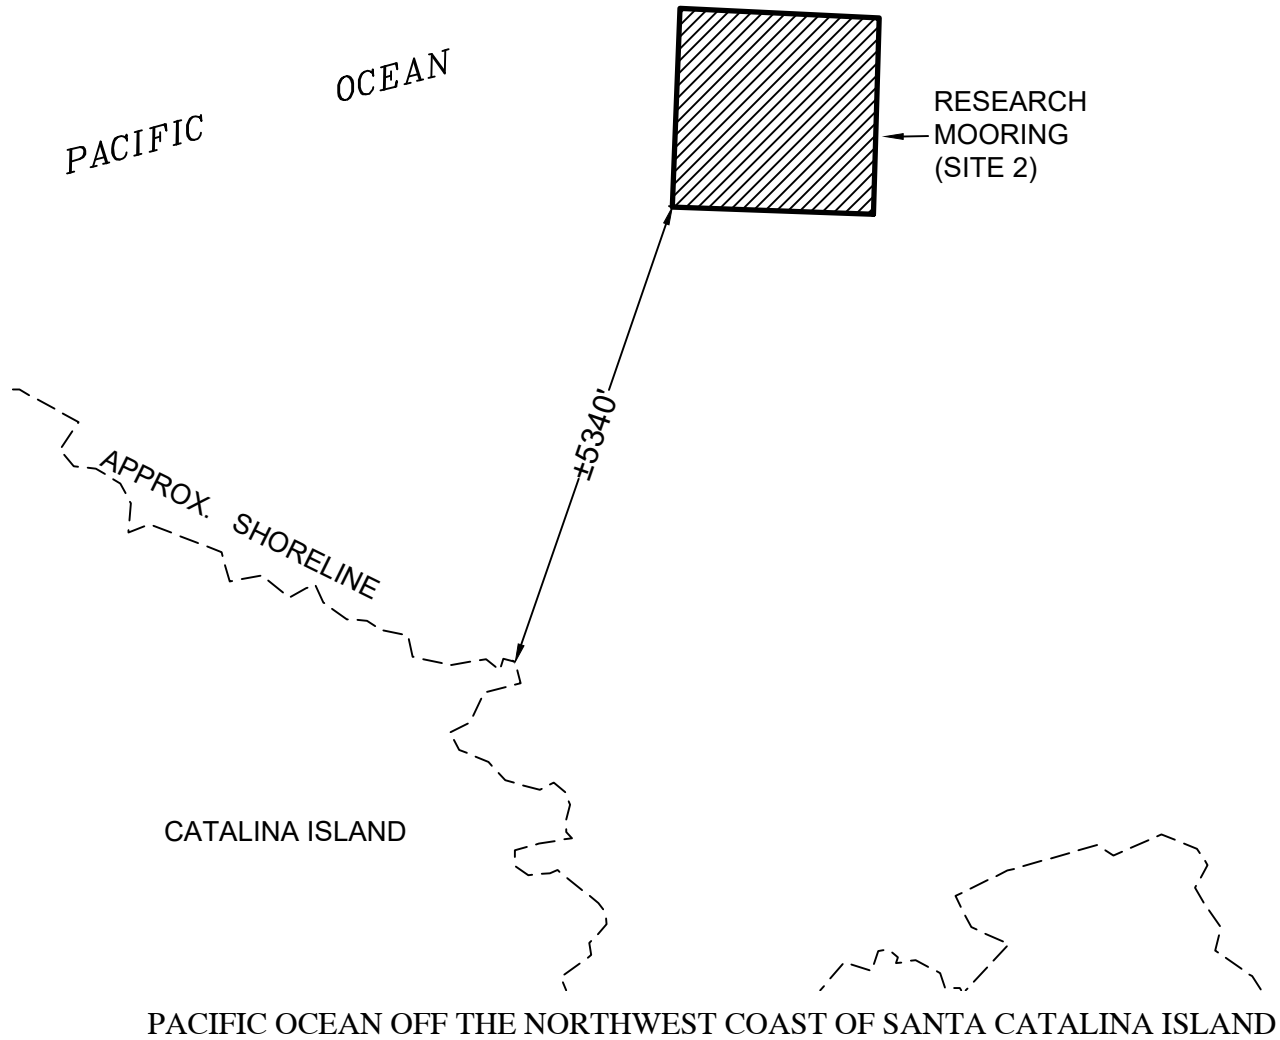 PACIFIC OCEAN
RESEARCH
MOORING
(SITE 2)
±5340'
APPROX. SHORELINE
CATALINA ISLAND
PACIFIC OCEAN OFF THE NORTHWEST COAST OF SANTA CATALINA ISLAND